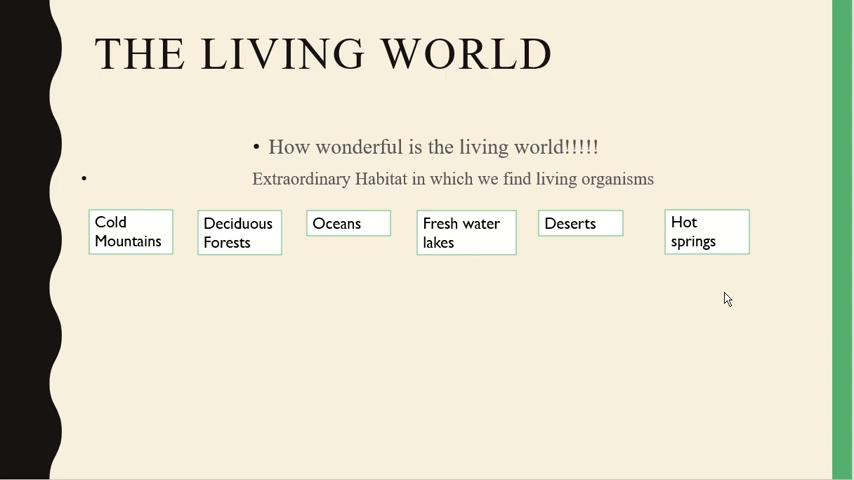 THE LIVING WORLD
• How wonderful is the living world!!!!!
• Extraordinary Habitat in which we find living organisms
Cold
Mountains
Deciduous
Forests
Oceans
Fresh water
lakes
Deserts
Hot
springs